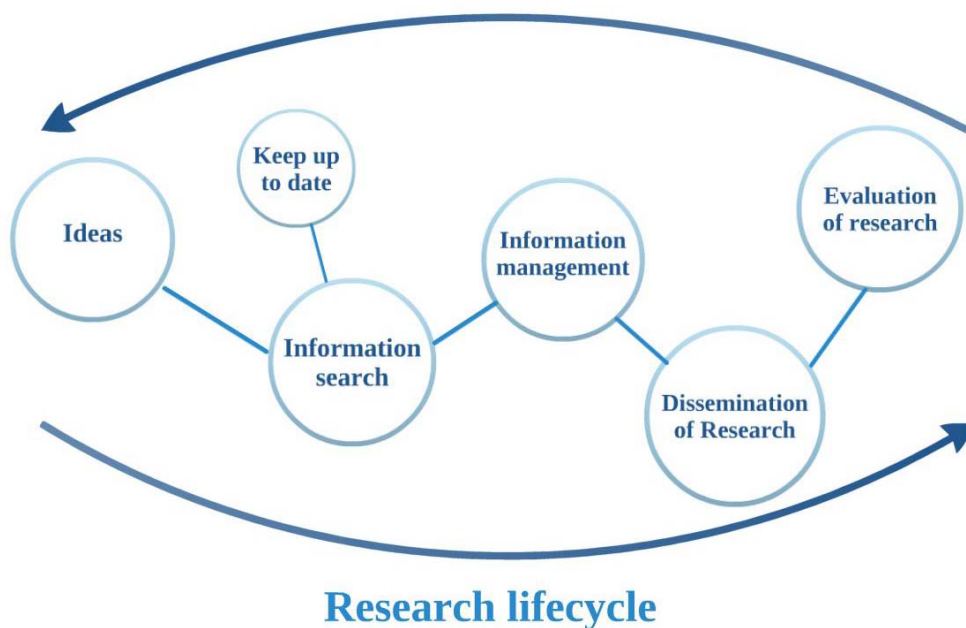 Ideas
Keep up
to date
Information
search
Information
management
Dissemination
of Research
Evaluation
of research
Research lifecycle